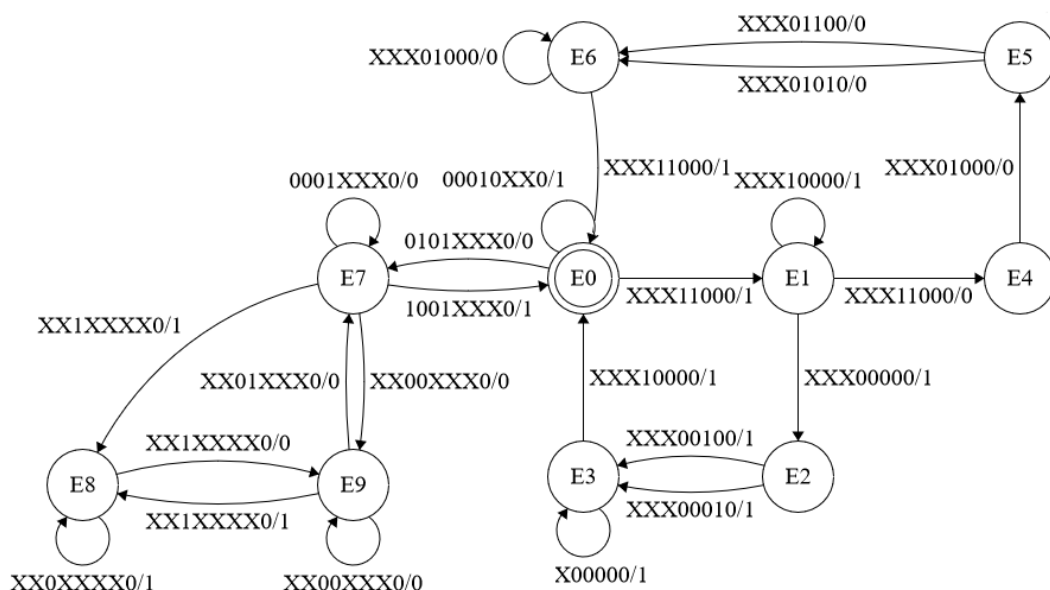 XXX01100/0
E6
E5
XXX01000/0
XXX01010/0
XXX11000/1
XXX01000/0
0001XXX0/0
00010XX0/1
XXX10000/1
0101XXX0/0
E7
E0
E1
E4
1001XXX0/1
XXX11000/1
XXX11000/0
XX1XXXX0/1
XX01XXX0/0
XX00XXX0/0
XXX10000/1
XXX00000/1
XX1XXXX0/0
XXX00100/1
E8
E9
E3
E2
XX1XXXX0/1
XXX00010/1
XX0XXXX0/1
XX00XXX0/0
X00000/1